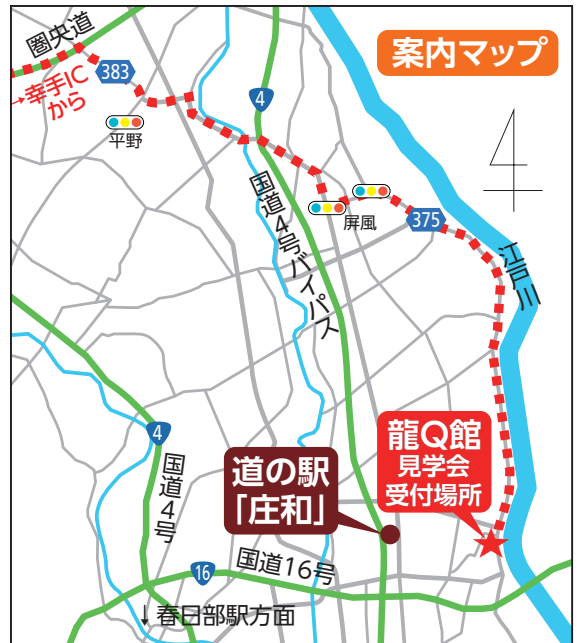 案内マップ
圏央道
383
→幸手IC
から
平野
4
国道4号バイパス
屏風
375
江戸川
4
国道4号
道の駅
「庄和」
龍Q館
見学会
受付場所
16
国道16号
↓春日部駅方面